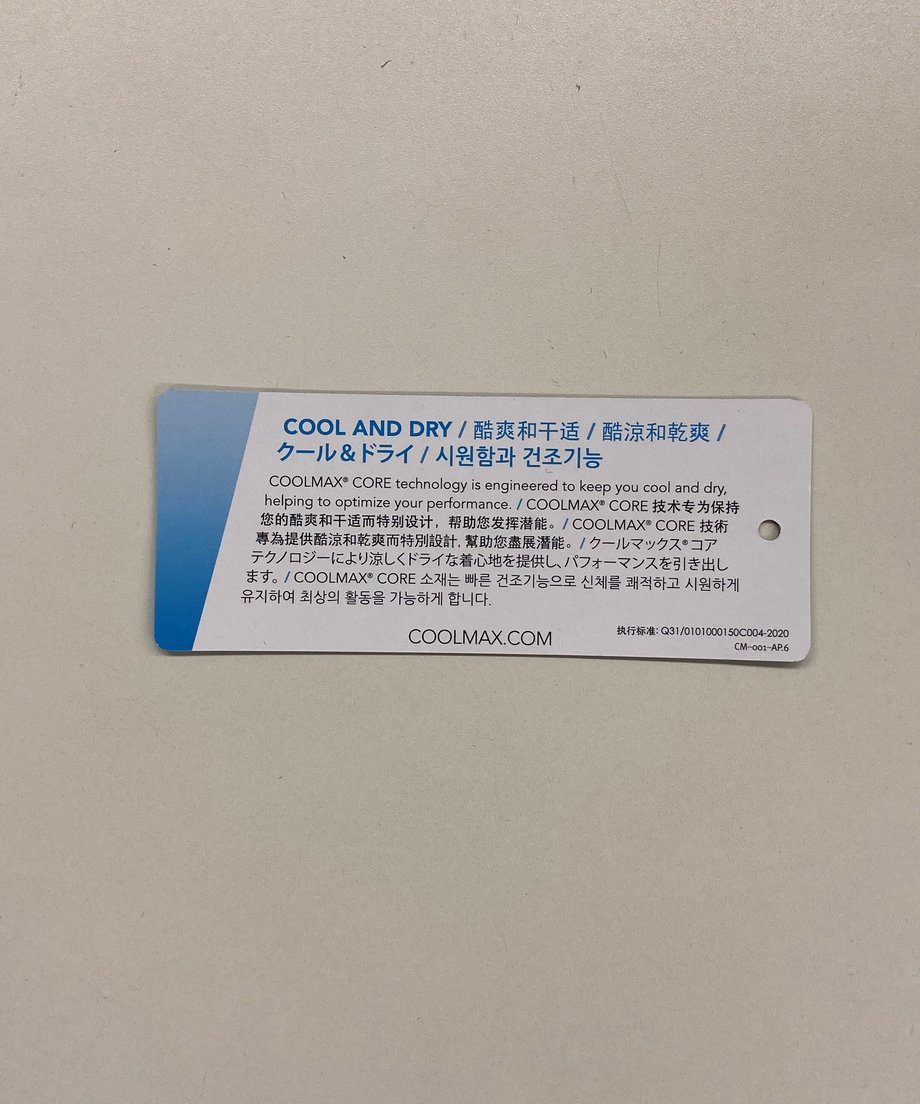 COOL AND DRY / 酷爽和干适 / 酷涼和乾爽 /
クール＆ドライ / 시원함과 건조기능
COOLMAX® CORE technology is engineered to keep you cool and dry,
helping to optimize your performance. / COOLMAX® CORE 技术专为保持
您的酷爽和干适而特别设计，帮助您发挥潜能。/ COOLMAX® CORE 技術
專為提供酷涼和乾爽而特別設計, 幫助您盡展潛能。/ クールマックス® コア
テクノロジーにより涼しくドライな着心地を提供し、パフォーマンスを引き出し
ます。/ COOLMAX® CORE 소재는 빠른 건조기능으로 신체를 쾌적하고 시원하게
유지하여 최상의 활동을 가능하게 합니다.
COOLMAX.COM
执行标准: Q31/0101000150C004-2020
CM-001-AP.6